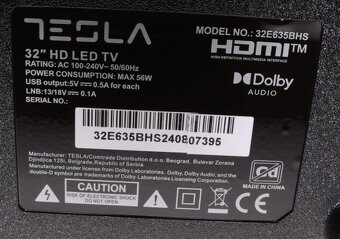 TESLA
32" HD LED TV
RATING: AC 100-240V~ 50/60Hz
POWER CONSUMPTION: MAX 56W
USB output:5V⎓0.5A for each
LNB:13/18V⎓0.1A
SERIAL NO.:
MODEL NO.: 32E635BHS
HDMI™
HIGH-DEFINITION MULTIMEDIA INTERFACE
Dolby
AUDIO
32E635BHS240807395
TESLA/Comtrade Distribution d.o.o. Beograd, Bulevar Zorana
Djindjica 125i, Belgrade, Republic of Serbia
Manufactured under license from Dolby Laboratories. Dolby, Dolby Audio, and the
double-D symbol are trademarks of Dolby Laboratories Licensing Corporation.
MADE IN CHINA
CAUTION
RISK OF ELECTRIC SHOCK
DO NOT OPEN